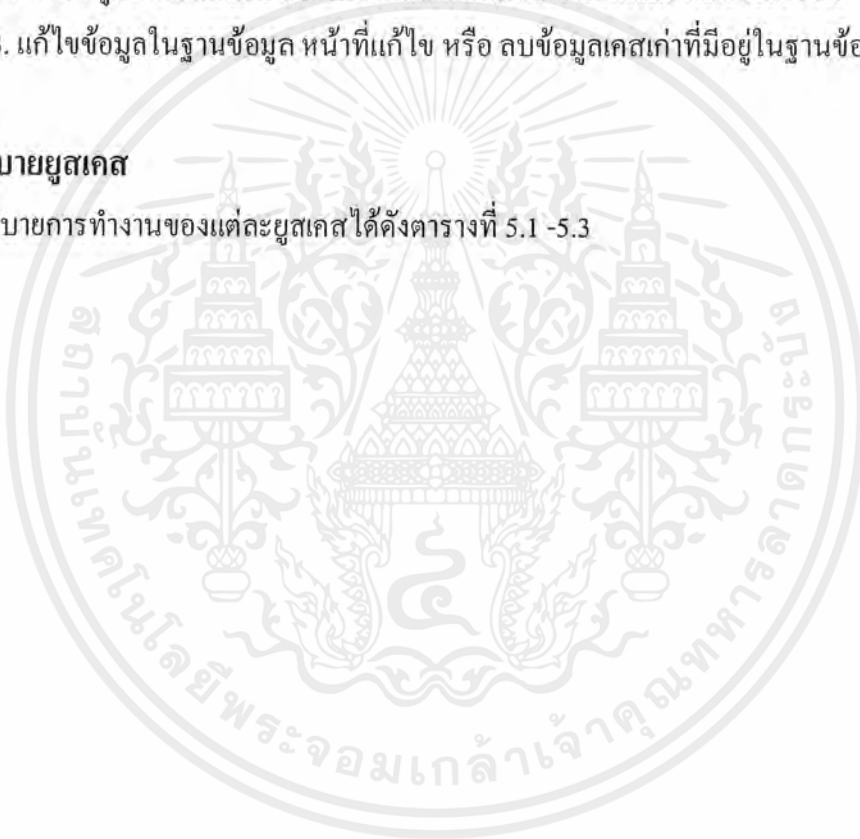 . แก้ไขข้อมูลในฐานข้อมูล หน้าที่แก้ไข หรือ ลบข้อมูลเคสเก่าที่มีอยู่ในฐานข้อ
บายยูสเคส
บายการทำงานของแต่ละยูสเคสได้ดังตารางที่ 5.1 -5.3
สถาบันเทคโนโลยีพระจอมเกล้าเจ้าคุณทหารลาดกระบัง